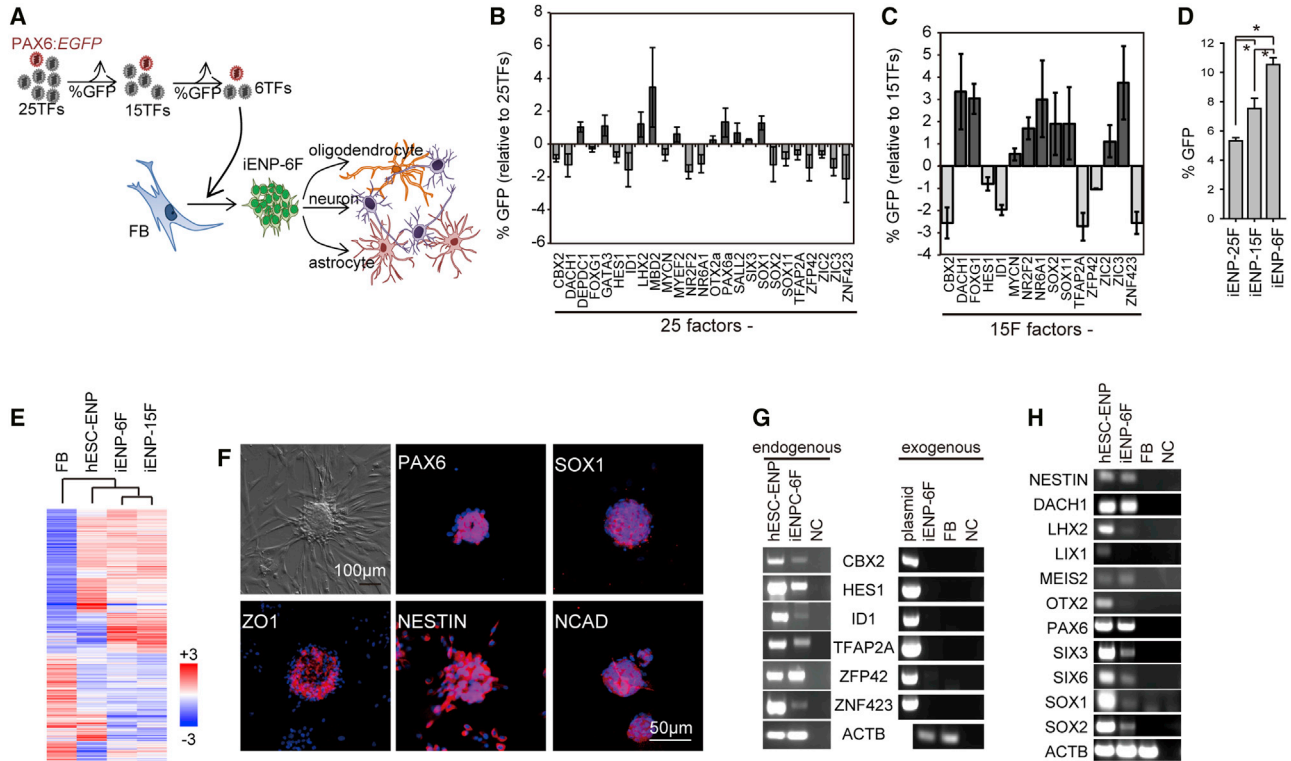 A
PAX6:EGFP
25TFs
%GFP
15TFs
%GFP
6TFs
FB
iENP-6F
oligodendrocyte
neuron
astrocyte
B
% GFP (relative to 25TFs)
8
6
4
2
0
-2
-4
-6
CBX2
DACH1
DEPDC1
FOXG1
GATA3
HES1
ID1
LHX2
MBD2
MYCN
MYEF2
NR2F2
NR6A1
OTX2a
PAX6a
SALL2
SIX3
SOX1
SOX2
SOX11
TFAP2A
ZFP42
ZIC2
ZIC3
ZNF423
25 factors -
C
% GFP (relative to 15TFs)
6
5
4
3
2
1
0
-1
-2
-3
-4
CBX2
DACH1
FOXG1
HES1
ID1
MYCN
NR2F2
NR6A1
SOX2
SOX11
TFAP2A
ZFP42
ZIC2
ZIC3
ZNF423
15F factors -
D
% GFP
12
10
8
6
4
2
0
* * *
iENP-25F
iENP-15F
iENP-6F
E
FB
hESC-ENP
iENP-6F
iENP-15F
+3
-3
F
100µm
PAX6
SOX1
ZO1
NESTIN
NCAD
50µm
G
endogenous
exogenous
hESC-ENP
iENPC-6F
NC
plasmid
iENP-6F
FB
NC
CBX2
HES1
ID1
TFAP2A
ZFP42
ZNF423
ACTB
H
hESC-ENP
iENP-6F
FB
NC
NESTIN
DACH1
LHX2
LIX1
MEIS2
OTX2
PAX6
SIX3
SIX6
SOX1
SOX2
ACTB